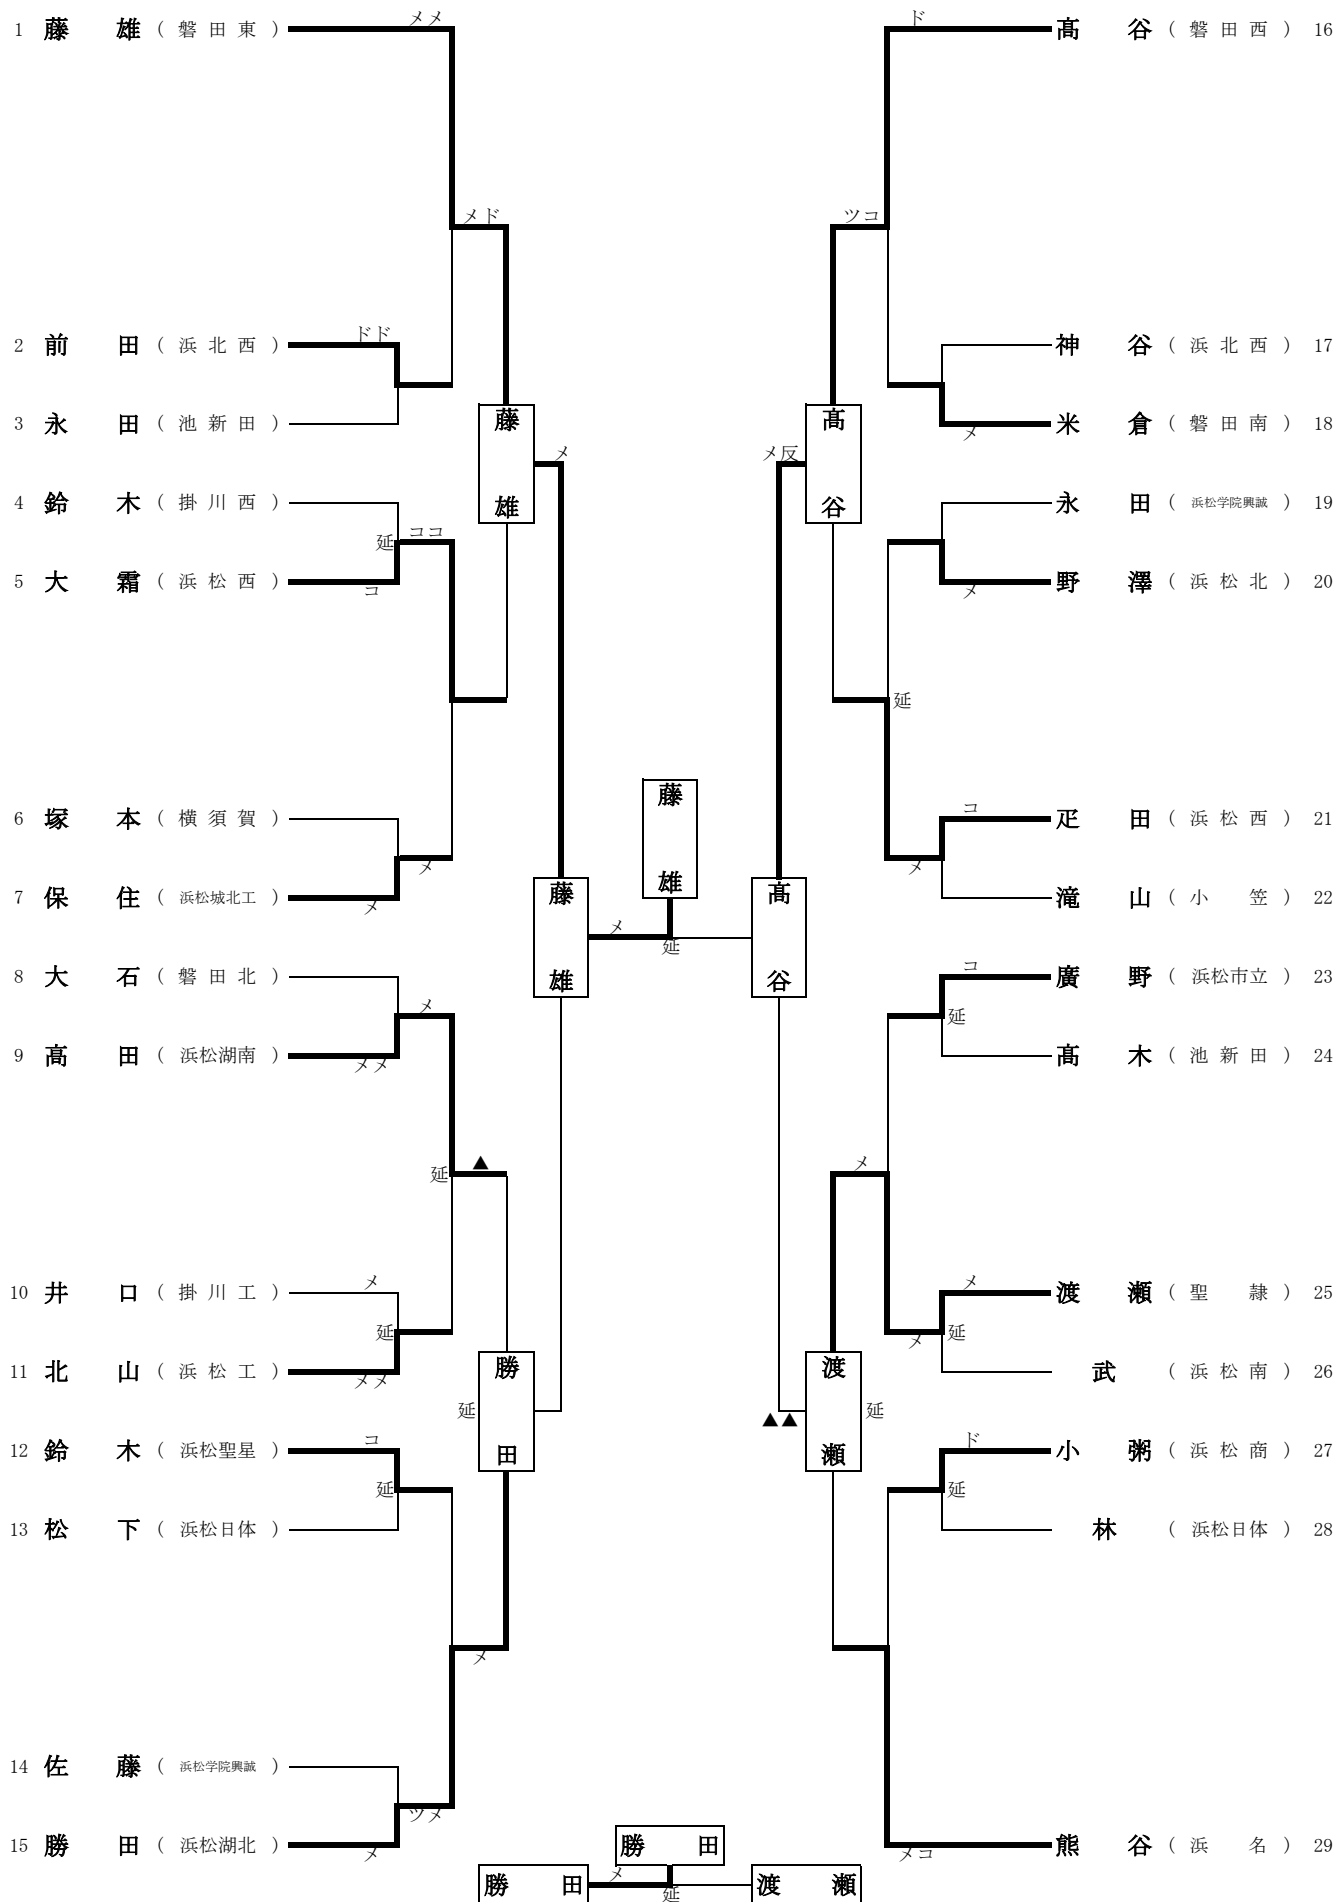 メメ
ド
1 藤 雄 ( 磐 田 東 )
髙 谷 ( 磐 田 西 ) 16
メド
ツコ
ドド
2 前 田 ( 浜 北 西 )
神 谷 ( 浜 北 西 ) 17
3 永 田 ( 池 新 田 )
藤 雄
髙 谷
米 倉 ( 磐 田 南 ) 18
メ
メ
メ反
4 鈴 木 ( 掛 川 西 )
永 田 ( 浜松学院興誠 ) 19
ココ
延
5 大 霜 ( 浜 松 西 )
コ
野 澤 ( 浜 松 北 ) 20
メ
延
藤 雄
6 塚 本 ( 横 須 賀 )
コ
疋 田 ( 浜 松 西 ) 21
メ
メ
7 保 住 ( 浜松城北工 )
メ
滝 山 ( 小 笠 ) 22
藤 雄
髙 谷
メ
延
8 大 石 ( 磐 田 北 )
コ
廣 野 ( 浜松市立 ) 23
メ
延
9 高 田 ( 浜松湖南 )
メメ
髙 木 ( 池 新 田 ) 24
延
▲
メ
10 井 口 ( 掛 川 工 )
メ
メ
渡 瀬 ( 聖 隷 ) 25
延
メ
延
11 北 山 ( 浜 松 工 )
メメ
勝 田
渡 瀬
武 ( 浜 松 南 ) 26
延
▲▲
延
12 鈴 木 ( 浜松聖星 )
コ
ド
小 粥 ( 浜 松 商 ) 27
延
延
13 松 下 ( 浜松日体 )
林 ( 浜松日体 ) 28
メ
14 佐 藤 ( 浜松学院興誠 )
ツメ
15 勝 田 ( 浜松湖北 )
メ
メコ
熊 谷 ( 浜 名 ) 29
勝 田
勝 田
メ
延
渡 瀬